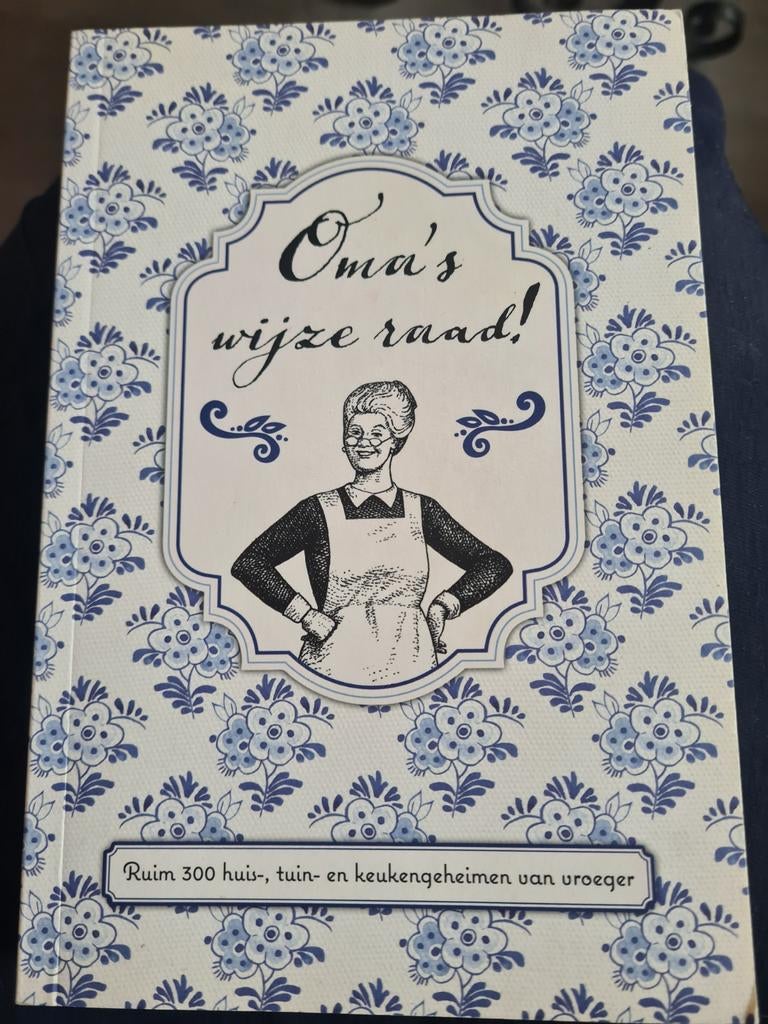 Oma's
wijze raad!
Ruim 300 huis-, tuin- en keukengeheimen van vroeger